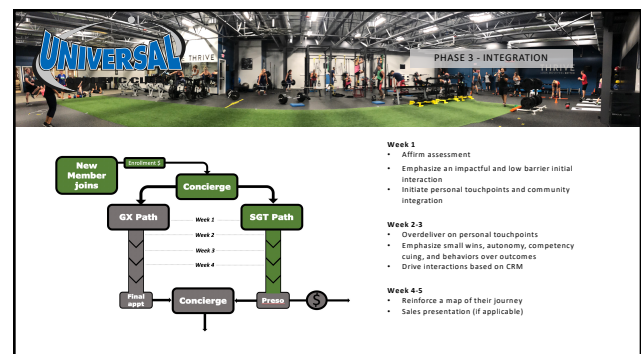 UNIVERSAL
THRIVE
PHASE 3 - INTEGRATION
THRIVE
New
Member
joins
Enrollment $
Concierge
GX Path
SGT Path
Week 1
Week 2
Week 3
Week 4
Final
appt
Concierge
Preso
$
Week 1
• Affirm assessment
• Emphasize an impactful and low barrier initial
interaction
• Initiate personal touchpoints and community
integration
Week 2-3
• Overdeliver on personal touchpoints
• Emphasize small wins, autonomy, competency
cuing, and behaviors over outcomes
• Drive interactions based on CRM
Week 4-5
• Reinforce a map of their journey
• Sales presentation (if applicable)